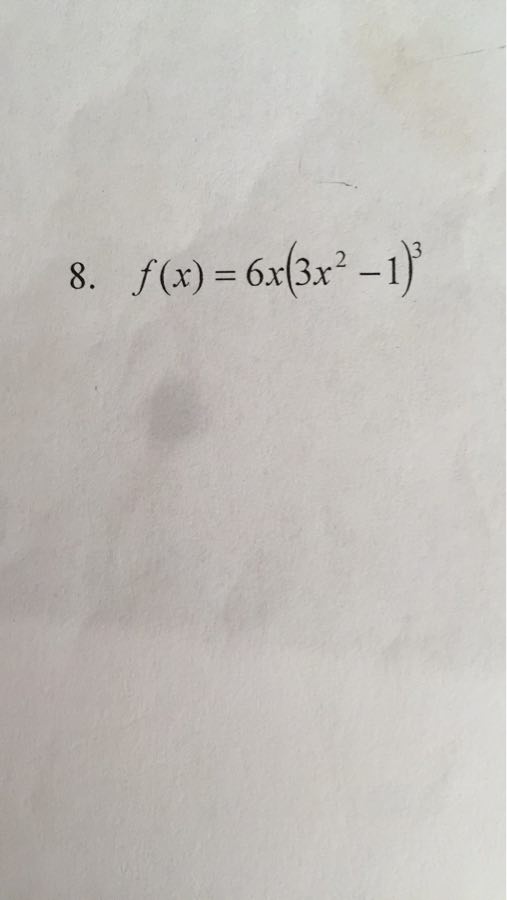 8. f(x) = 6x(3x² – 1)³